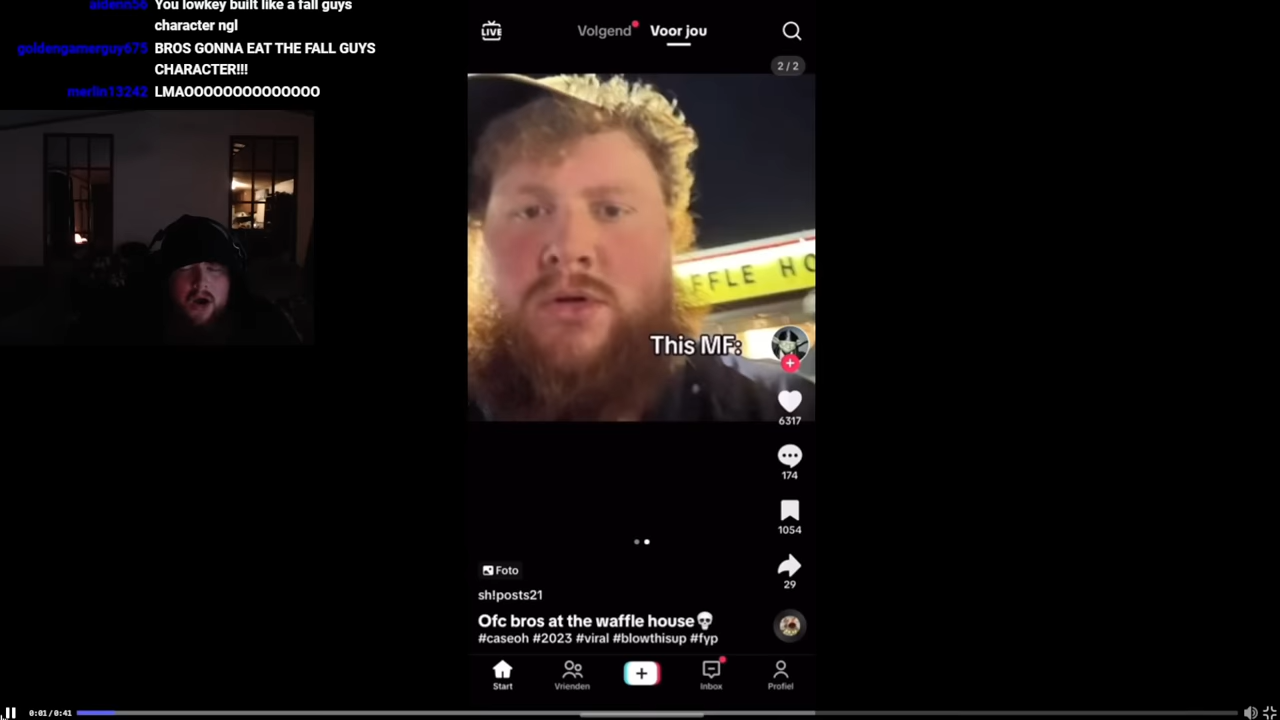 aidenn56 You lowkey built like a fall guys
character ngl
goldengamerguy675 BROS GONNA EAT THE FALL GUYS
CHARACTER!!!
merlin13242 LMAOOOOOOOOOOOOOO
LIVE Volgend Voor jou
2 / 2
FFLE HO
This MF:
6317
174
1054
29
Foto
sh!posts21
Ofc bros at the waffle house💀
#caseoh #2023 #viral #blowthisup #fyp
Start Vrienden Inbox Profiel
0:01 / 0:41